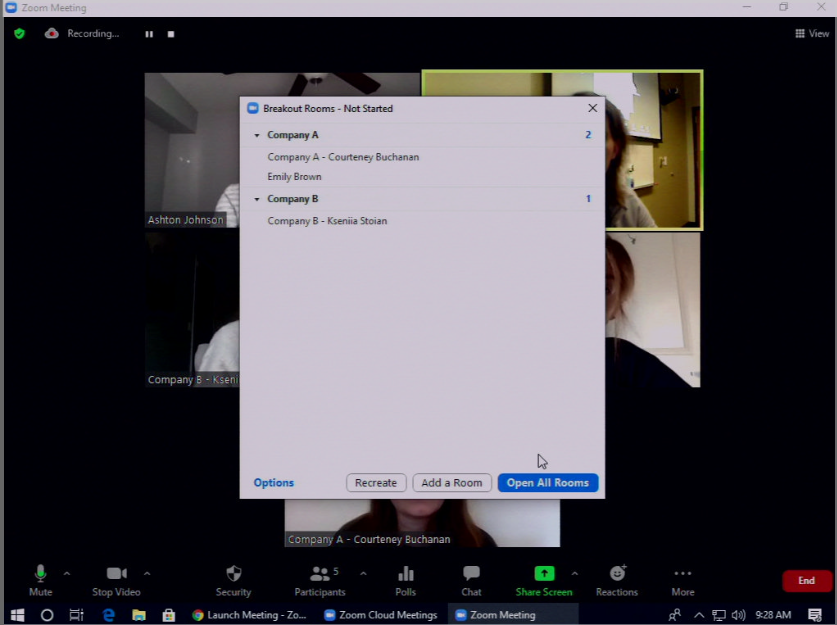 Zoom Meeting
Recording...
View
Breakout Rooms - Not Started
Company A 2
Company A - Courteney Buchanan
Emily Brown
Company B 1
Company B - Kseniia Stoian
Ashton Johnson
Company B - Kseni
Options Recreate Add a Room Open All Rooms
Company A - Courteney Buchanan
5
Mute Stop Video Security Participants Polls Chat Share Screen Reactions More End
Launch Meeting - Zo... Zoom Cloud Meetings Zoom Meeting 9:28 AM